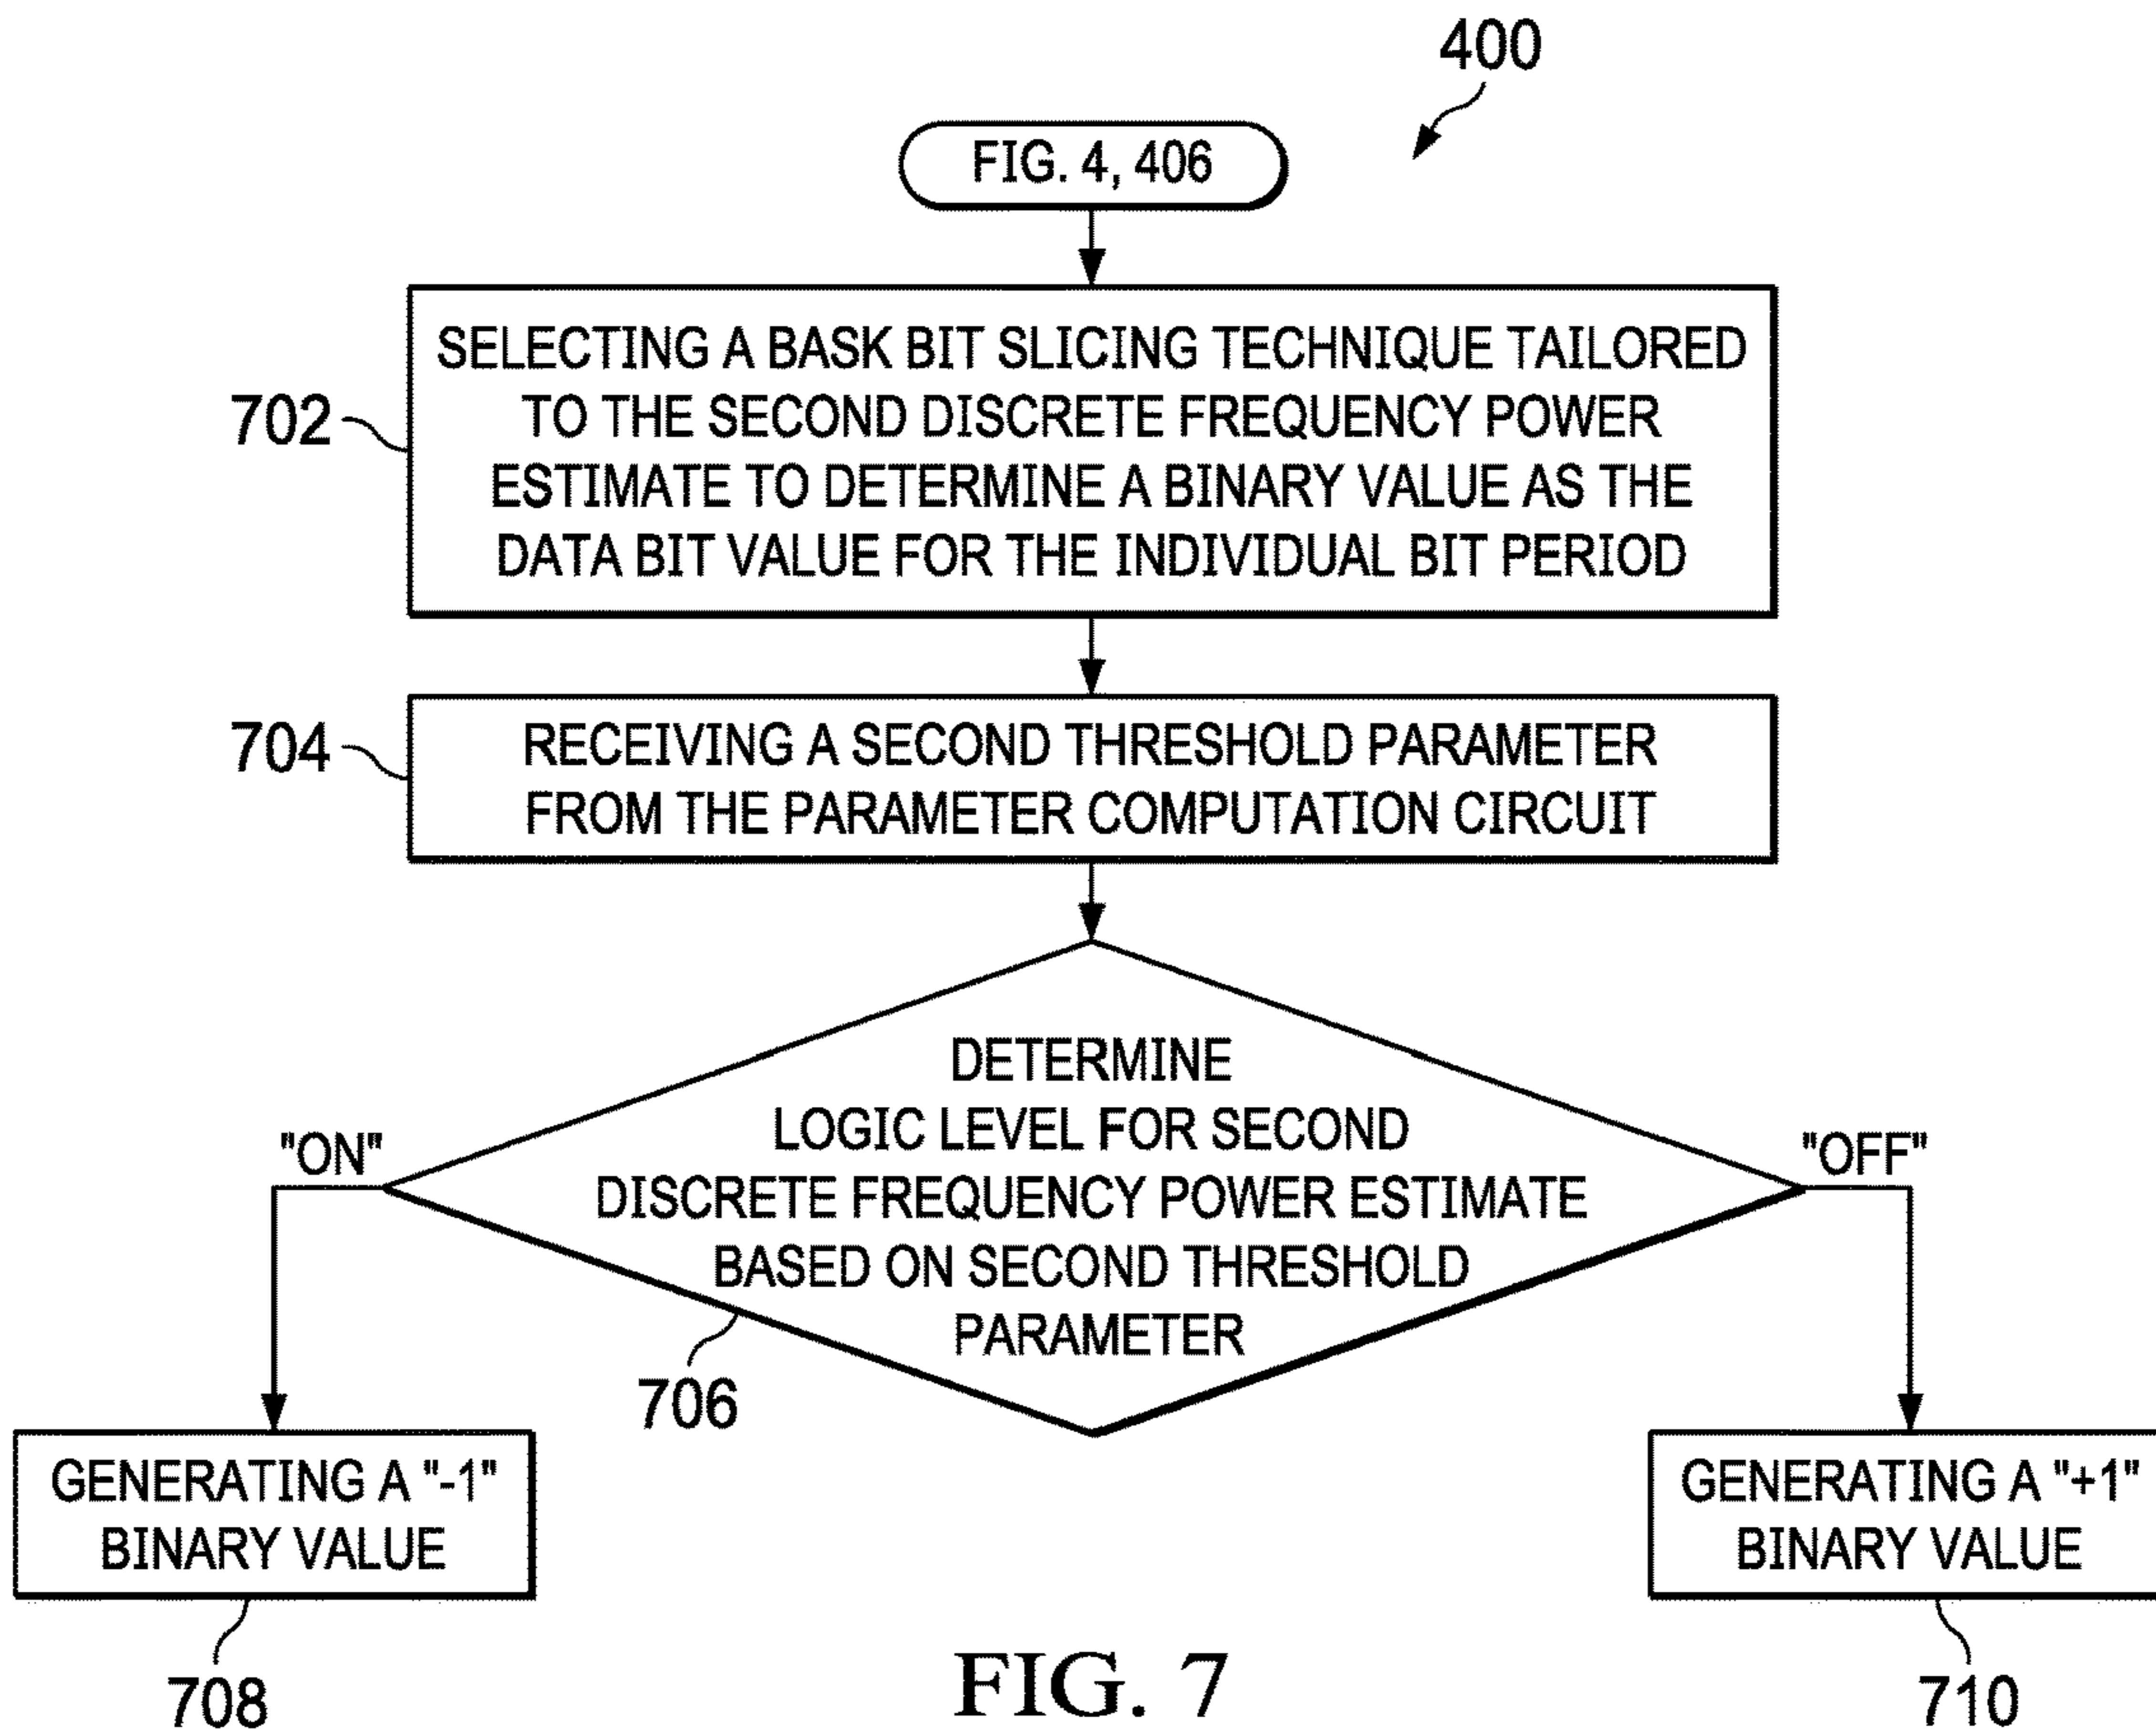 400
FIG. 4, 406
702
SELECTING A BASK BIT SLICING TECHNIQUE TAILORED
TO THE SECOND DISCRETE FREQUENCY POWER
ESTIMATE TO DETERMINE A BINARY VALUE AS THE
DATA BIT VALUE FOR THE INDIVIDUAL BIT PERIOD
704
RECEIVING A SECOND THRESHOLD PARAMETER
FROM THE PARAMETER COMPUTATION CIRCUIT
DETERMINE
LOGIC LEVEL FOR SECOND
DISCRETE FREQUENCY POWER ESTIMATE
BASED ON SECOND THRESHOLD
PARAMETER
"ON"
"OFF"
706
GENERATING A "-1"
BINARY VALUE
708
GENERATING A "+1"
BINARY VALUE
710
FIG. 7